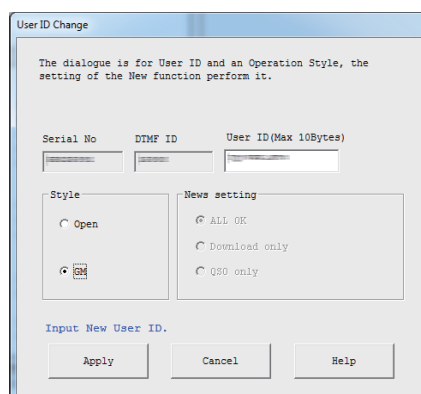 User ID Change
The dialogue is for User ID and an Operation Style, the
setting of the New function perform it.
Serial No DTMF ID User ID(Max 10Bytes)
Style News setting
Open ALL OK
Download only
GM QSO only
Input New User ID.
Apply Cancel Help